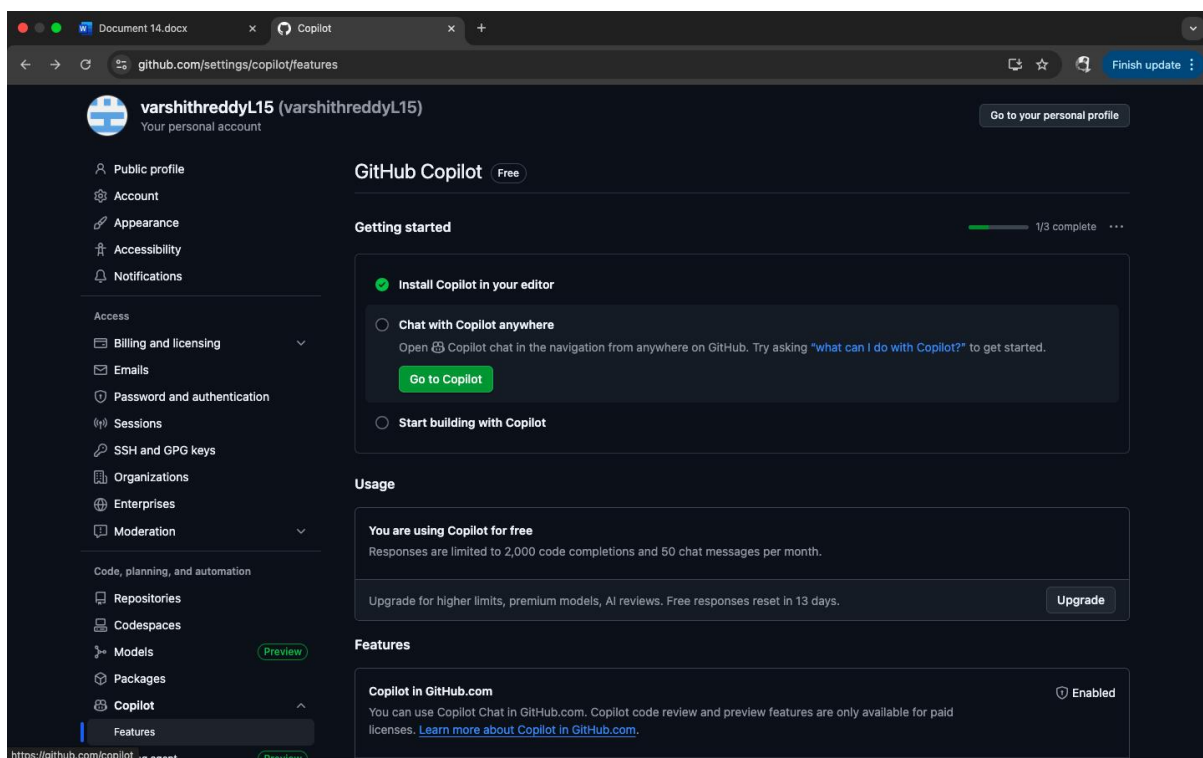 Document 14.docx
Copilot
github.com/settings/copilot/features
Finish update
varshithreddyL15 (varshithreddyL15)
Your personal account
Go to your personal profile
Public profile
Account
Appearance
Accessibility
Notifications
Access
Billing and licensing
Emails
Password and authentication
Sessions
SSH and GPG keys
Organizations
Enterprises
Moderation
Code, planning, and automation
Repositories
Codespaces
Models Preview
Packages
Copilot
Features
https://github.com/copilot
agent Preview
GitHub Copilot Free
Getting started
1/3 complete
Install Copilot in your editor
Chat with Copilot anywhere
Open Copilot chat in the navigation from anywhere on GitHub. Try asking "what can I do with Copilot?" to get started.
Go to Copilot
Start building with Copilot
Usage
You are using Copilot for free
Responses are limited to 2,000 code completions and 50 chat messages per month.
Upgrade for higher limits, premium models, AI reviews. Free responses reset in 13 days.
Upgrade
Features
Copilot in GitHub.com
Enabled
You can use Copilot Chat in GitHub.com. Copilot code review and preview features are only available for paid
licenses. Learn more about Copilot in GitHub.com.